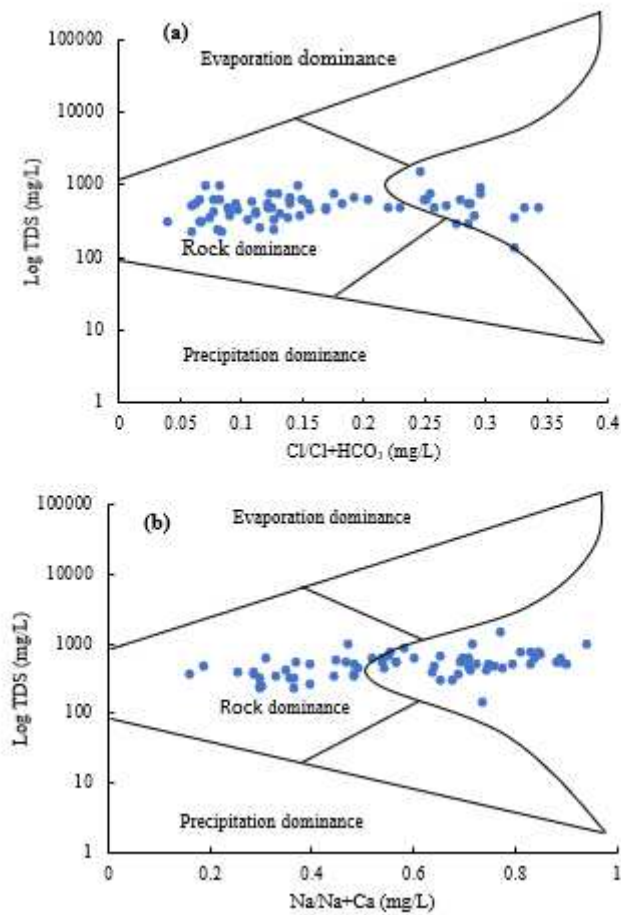 (a)
Evaporation dominance
Rock dominance
Precipitation dominance
Log TDS (mg/L)
100000
10000
1000
100
10
1
0 0.05 0.1 0.15 0.2 0.25 0.3 0.35 0.4
Cl/Cl+HCO₃ (mg/L)
(b)
Evaporation dominance
Rock dominance
Precipitation dominance
Log TDS (mg/L)
100000
10000
1000
100
10
1
0 0.2 0.4 0.6 0.8 1
Na/Na+Ca (mg/L)